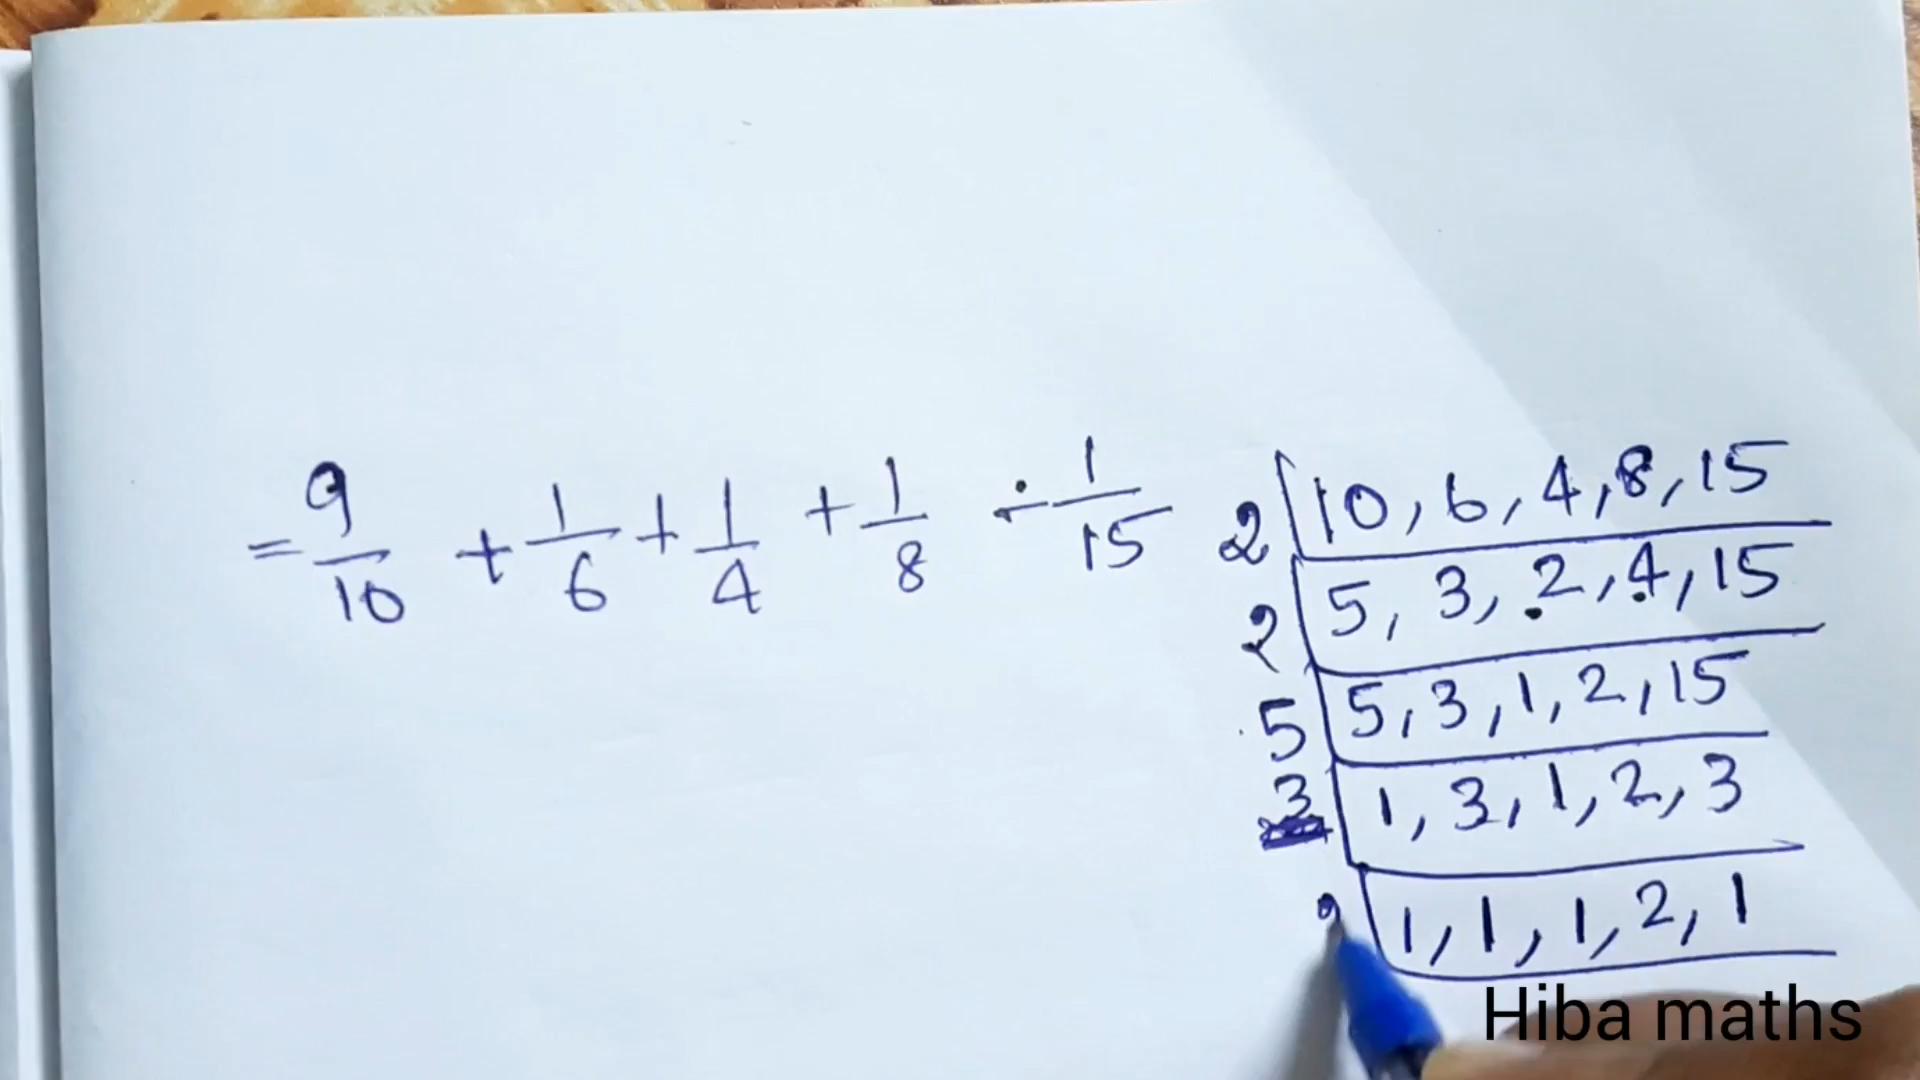 = 9/10 + 1/6 + 1/4 + 1/8 ÷ 1/15
2 | 10, 6, 4, 8, 15
2 | 5, 3, 2, 4, 15
5 | 5, 3, 1, 2, 15
3 | 1, 3, 1, 2, 3
2 | 1, 1, 1, 2, 1
Hiba maths